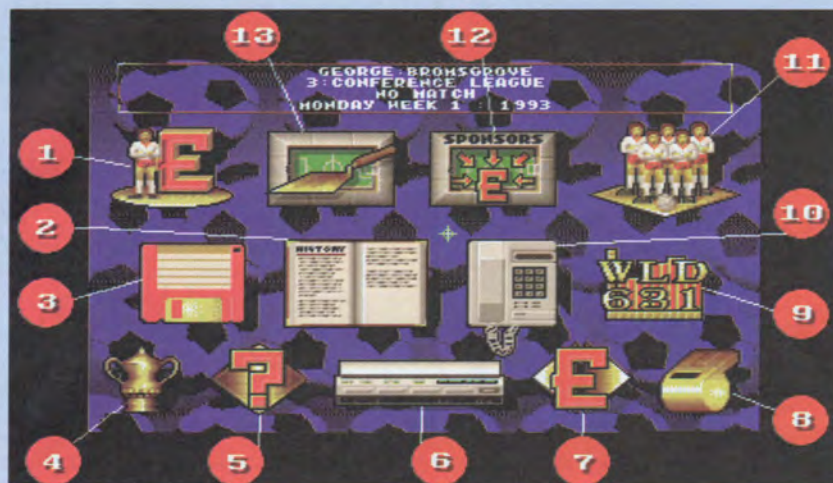 13
12
11
GEORGE:BROMSGROVE
3:CONFERENCE LEAGUE
NO MATCH
MONDAY WEEK 1 : 1993
1
E
SPONSORS
E
2
HISTORY
10
3
WLD
631
9
4
?
5
6
E
7
8